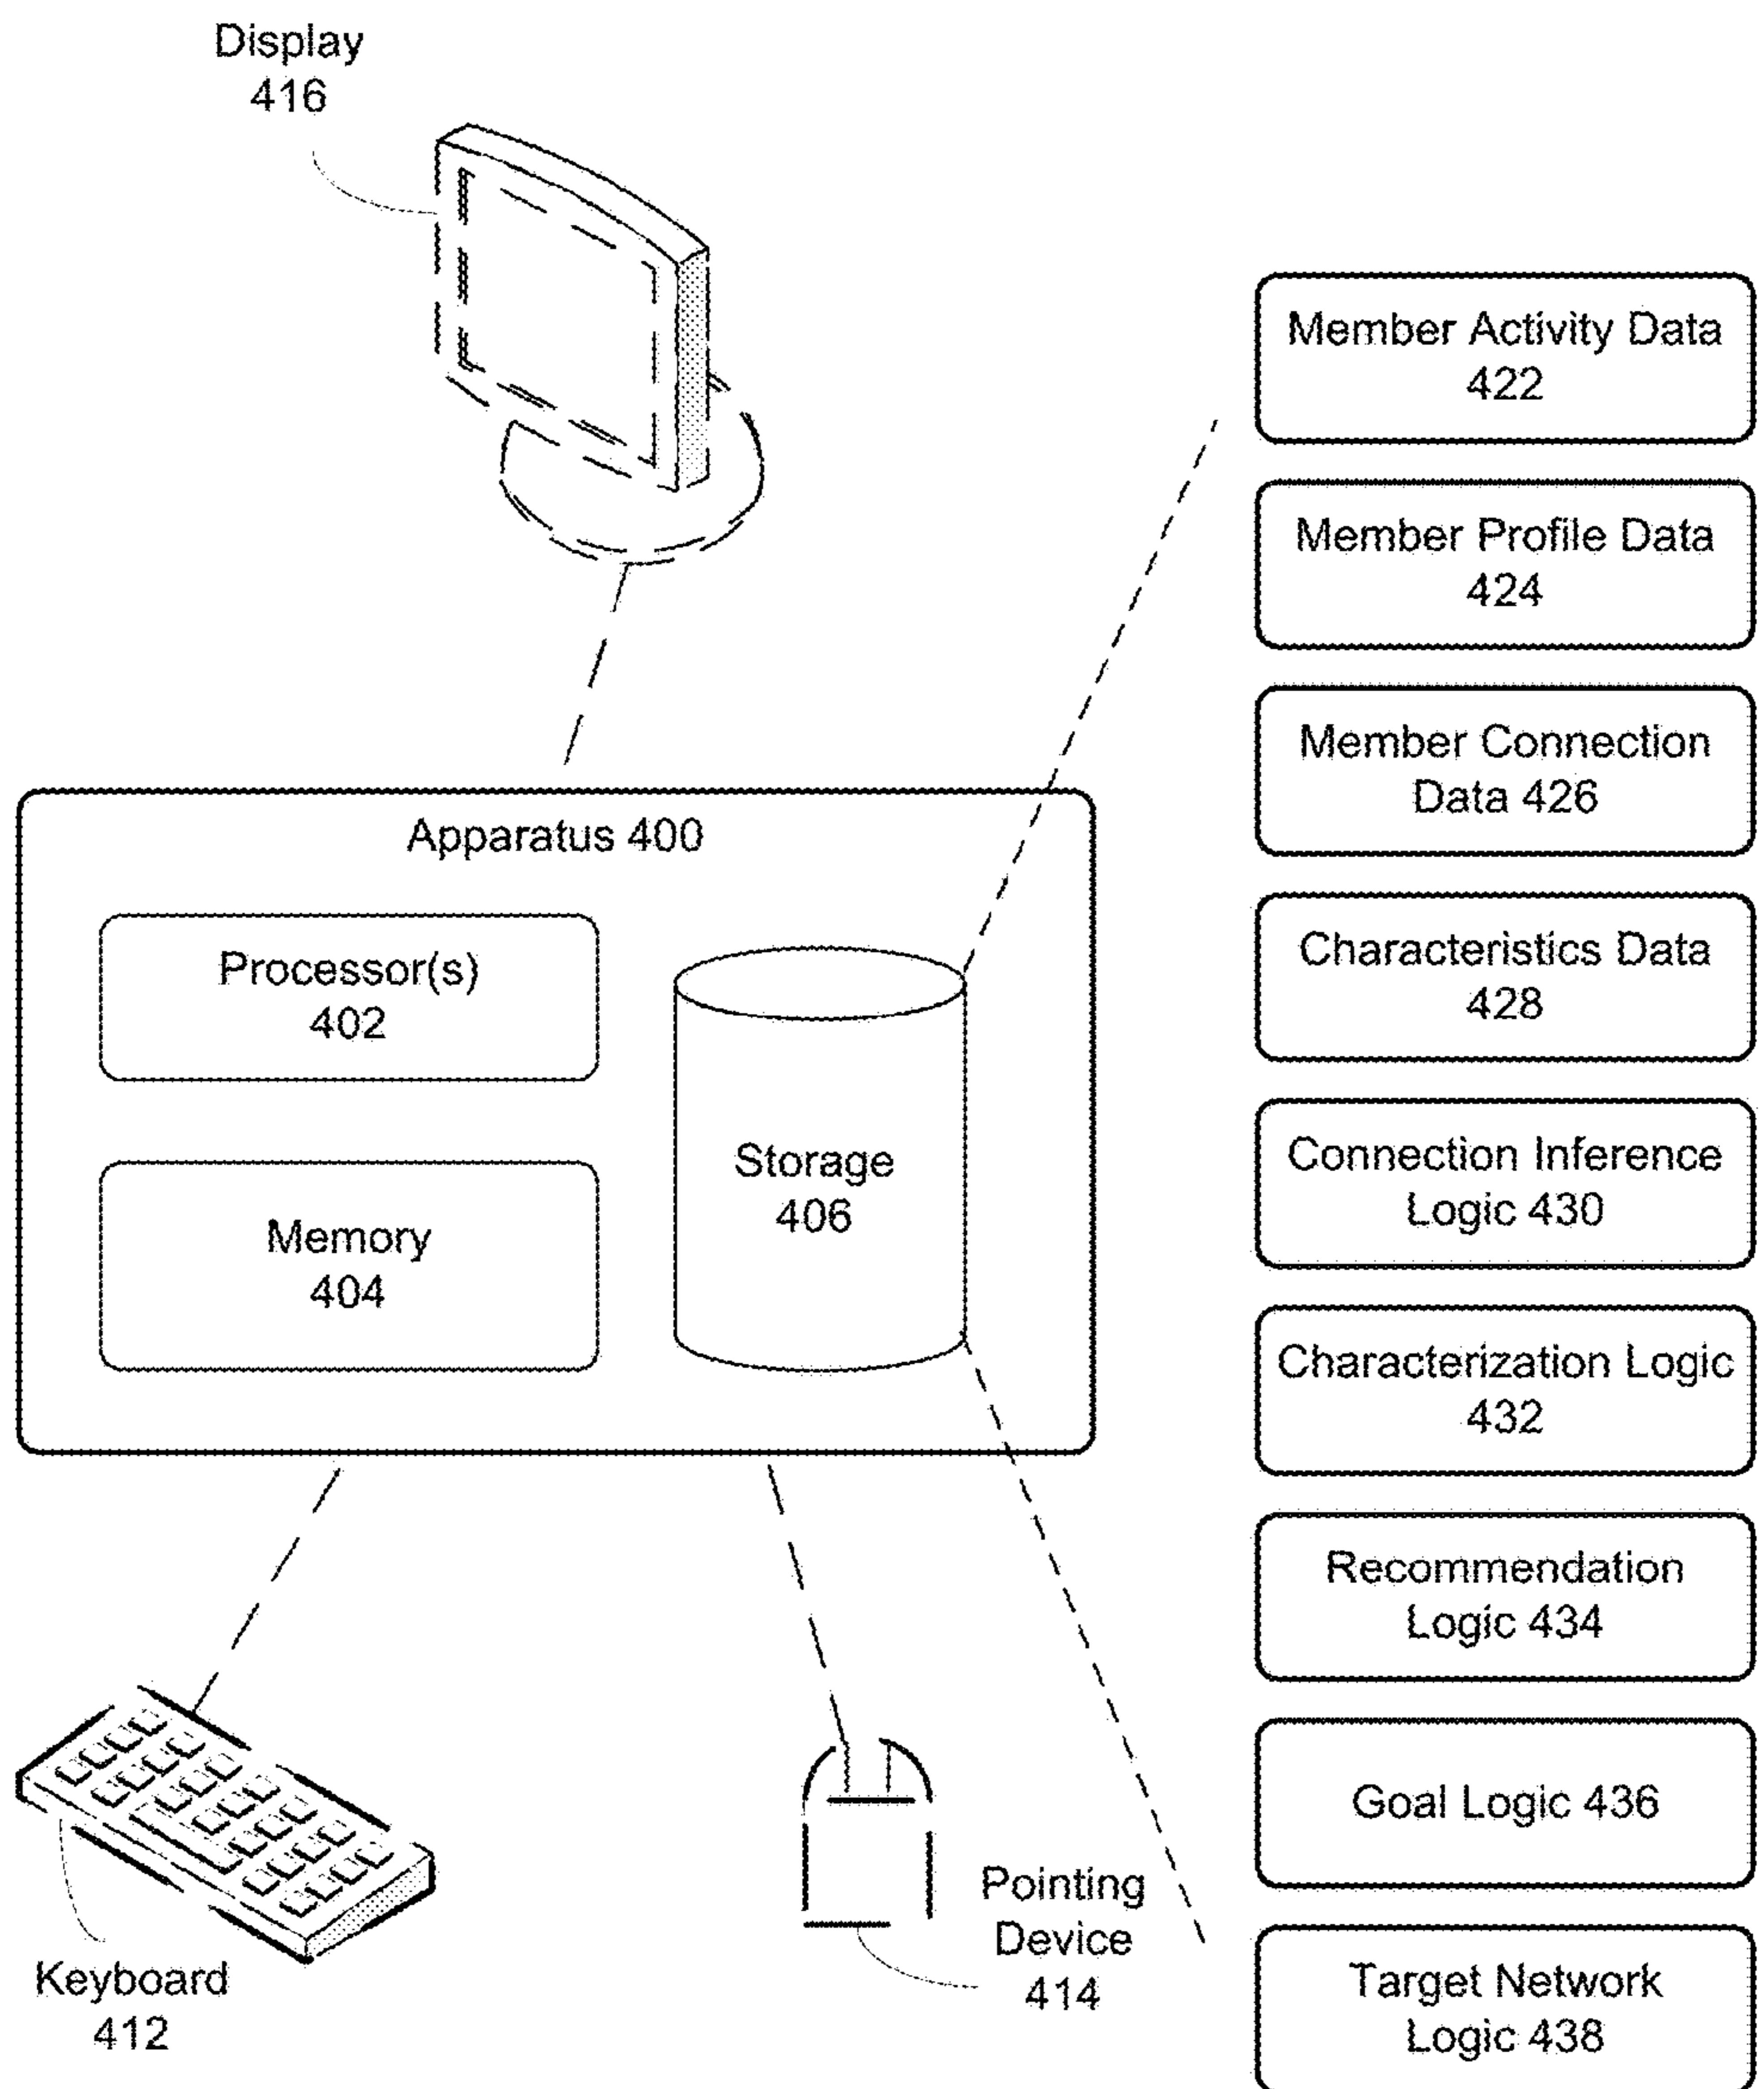 Display
416
Member Activity Data
422
Member Profile Data
424
Member Connection
Data 426
Apparatus 400
Processor(s)
402
Memory
404
Storage
406
Characteristics Data
428
Connection Inference
Logic 430
Characterization Logic
432
Recommendation
Logic 434
Goal Logic 436
Target Network
Logic 438
Keyboard
412
Pointing
Device
414